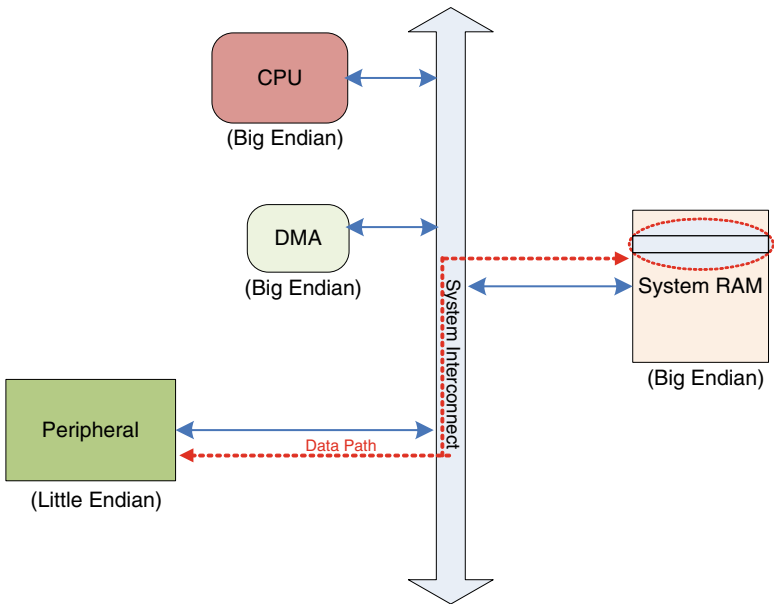 CPU
(Big Endian)
DMA
(Big Endian)
System RAM
(Big Endian)
System Interconnect
Peripheral
Data Path
(Little Endian)